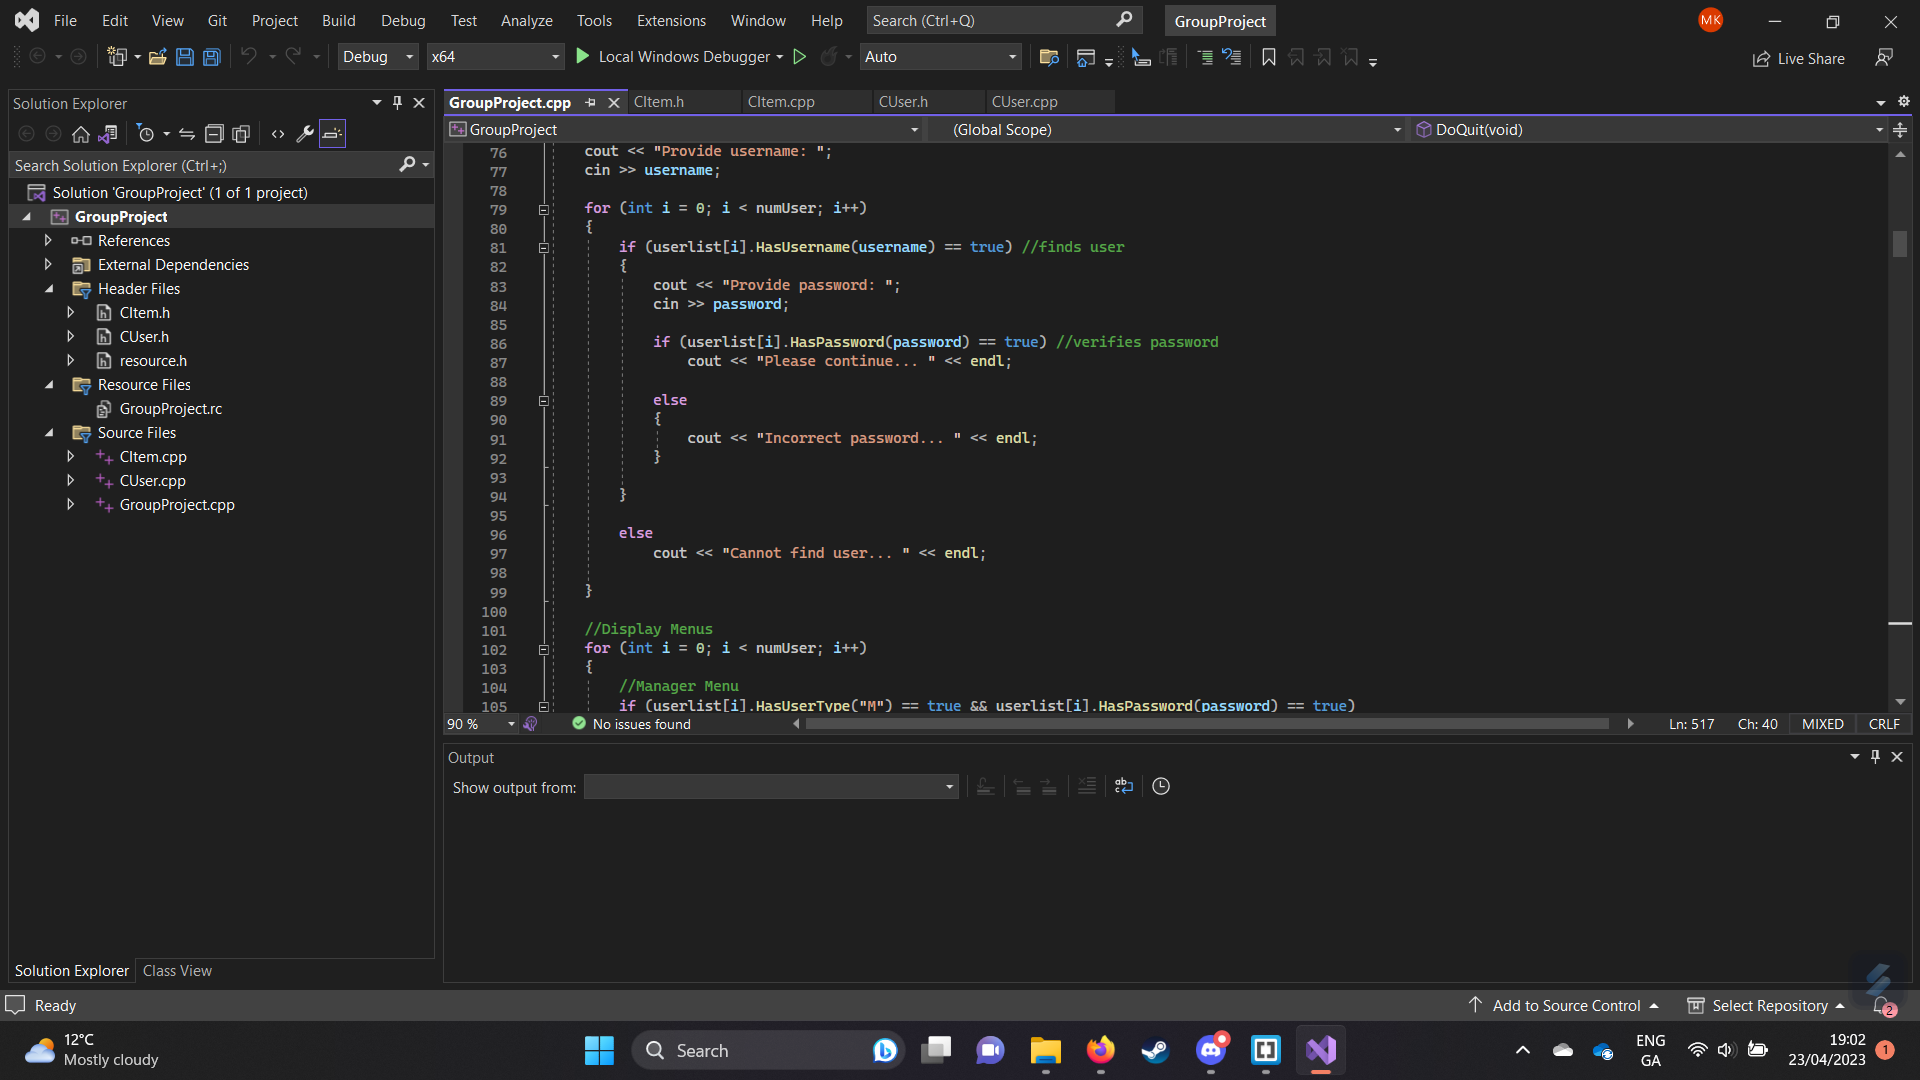 File Edit View Git Project Build Debug Test Analyze Tools Extensions Window Help Search (Ctrl+Q) GroupProject MK
Debug x64 Local Windows Debugger Auto Live Share
Solution Explorer
Search Solution Explorer (Ctrl+;)
Solution 'GroupProject' (1 of 1 project)
GroupProject
References
External Dependencies
Header Files
CItem.h
CUser.h
resource.h
Resource Files
GroupProject.rc
Source Files
CItem.cpp
CUser.cpp
GroupProject.cpp
Solution Explorer Class View
GroupProject.cpp CItem.h CItem.cpp CUser.h CUser.cpp
GroupProject (Global Scope) DoQuit(void)
76 cout << "Provide username: ";
77 cin >> username;
78
79 for (int i = 0; i < numUser; i++)
80 {
81 if (userlist[i].HasUsername(username) == true) //finds user
82 {
83 cout << "Provide password: ";
84 cin >> password;
85
86 if (userlist[i].HasPassword(password) == true) //verifies password
87 cout << "Please continue... " << endl;
88
89 else
90 {
91 cout << "Incorrect password... " << endl;
92 }
93
94 }
95
96 else
97 cout << "Cannot find user... " << endl;
98
99 }
100
101 //Display Menus
102 for (int i = 0; i < numUser; i++)
103 {
104 //Manager Menu
105 if (userlist[i].HasUserType("M") == true && userlist[i].HasPassword(password) == true)
90 % No issues found Ln: 517 Ch: 40 MIXED CRLF
Output
Show output from:
Ready Add to Source Control Select Repository 2
12°C
Mostly cloudy
Search
ENG
GA
19:02
23/04/2023
1